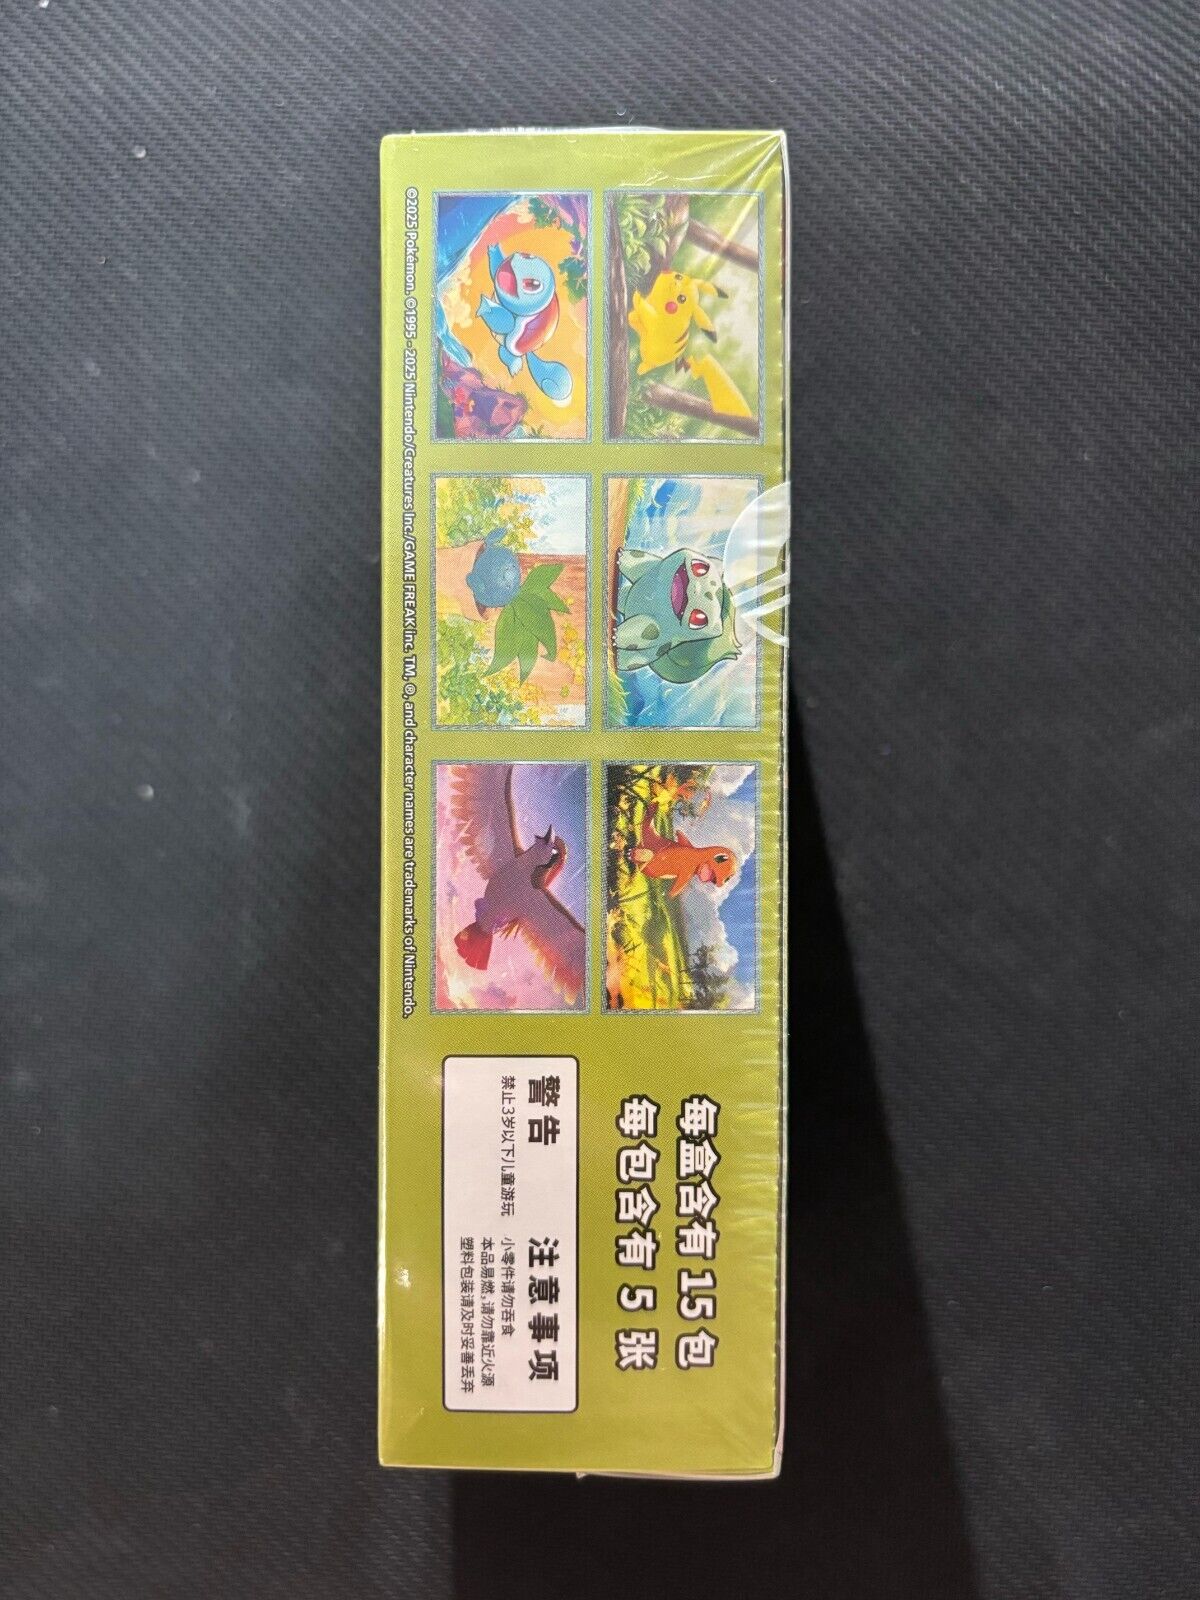 每盒含有 15 包
每包含有 5 张
警告
禁止3岁以下儿童游玩
注意事项
小零件请勿吞食
本品易燃,请勿靠近火源
塑料包装请及时妥善丢弃
©2025 Pokémon. ©1995 - 2025 Nintendo/Creatures Inc./GAME FREAK inc. TM, ®, and character names are trademarks of Nintendo.